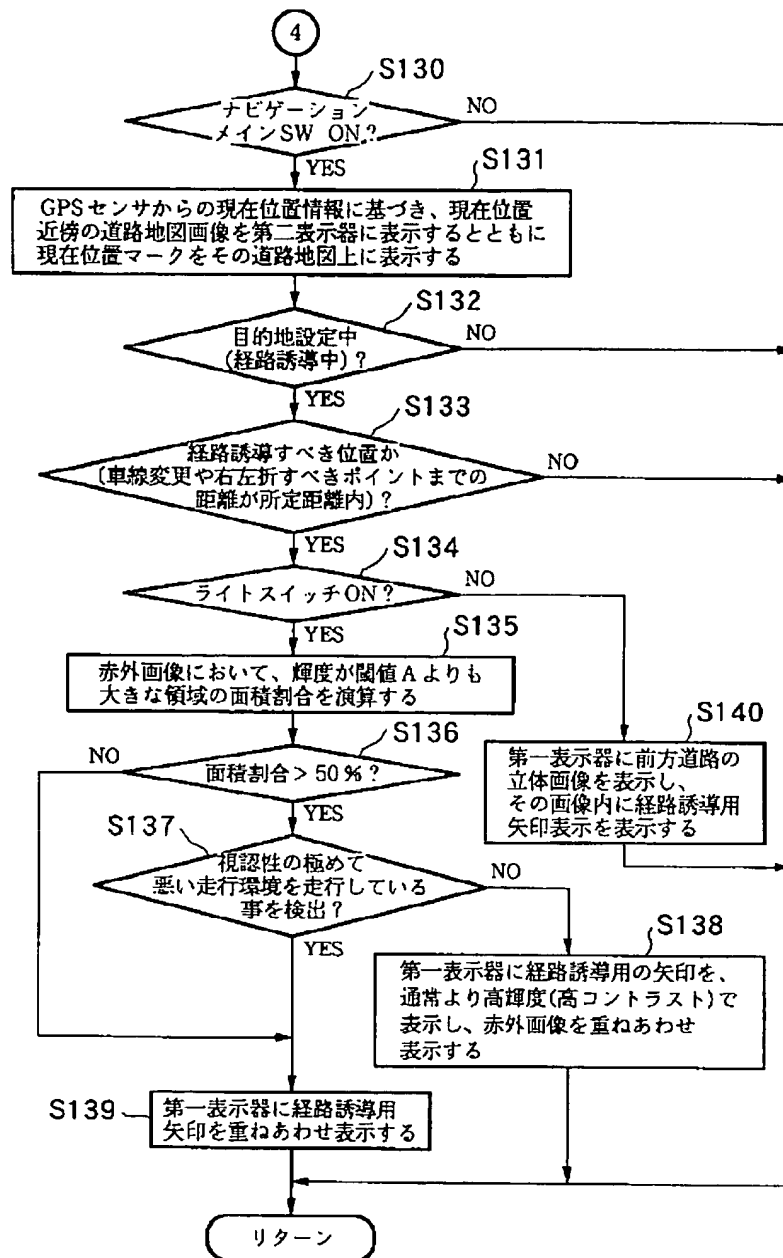 4
S130
ナビゲーション
メインSW ON?
NO
YES
S131
GPSセンサからの現在位置情報に基づき、現在位置
近傍の道路地図画像を第二表示器に表示するとともに
現在位置マークをその道路地図上に表示する
S132
目的地設定中
(経路誘導中)?
NO
YES
S133
経路誘導すべき位置か
(車線変更や右左折すべきポイントまでの
距離が所定距離内)?
NO
YES
S134
ライトスイッチON?
NO
YES
S135
赤外画像において、輝度が閾値Aよりも
大きな領域の面積割合を演算する
S136
面積割合>50%?
NO
YES
S140
第一表示器に前方道路の
立体画像を表示し、
その画像内に経路誘導用
矢印表示を表示する
S137
視認性の極めて
悪い走行環境を走行している
事を検出?
NO
YES
S138
第一表示器に経路誘導用の矢印を、
通常より高輝度(高コントラスト)で
表示し、赤外画像を重ねあわせ
表示する
S139
第一表示器に経路誘導用
矢印を重ねあわせ表示する
リターン